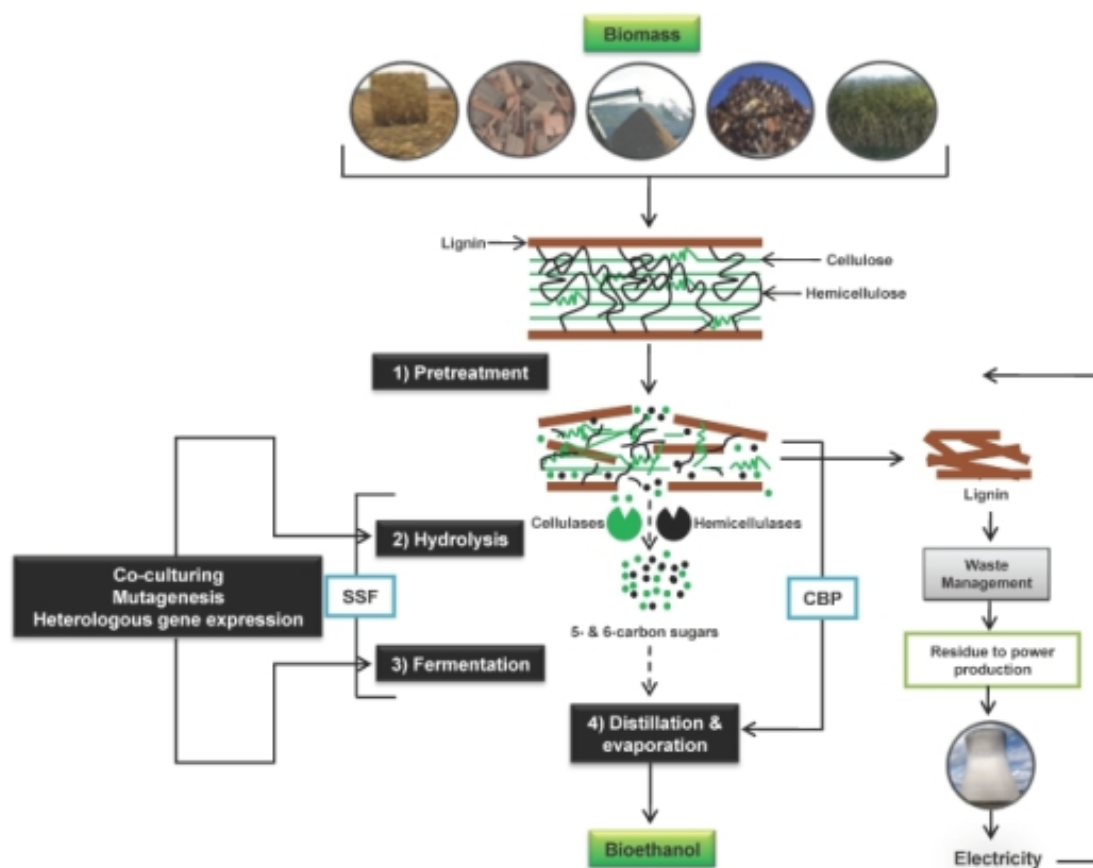 Biomass
Lignin
Cellulose
Hemicellulose
1) Pretreatment
Cellulases
Hemicellulases
Lignin
2) Hydrolysis
Co-culturing
Mutagenesis
Heterologous gene expression
SSF
CBP
Waste
Management
5- & 6-carbon sugars
3) Fermentation
Residue to power
production
4) Distillation &
evaporation
Bioethanol
Electricity